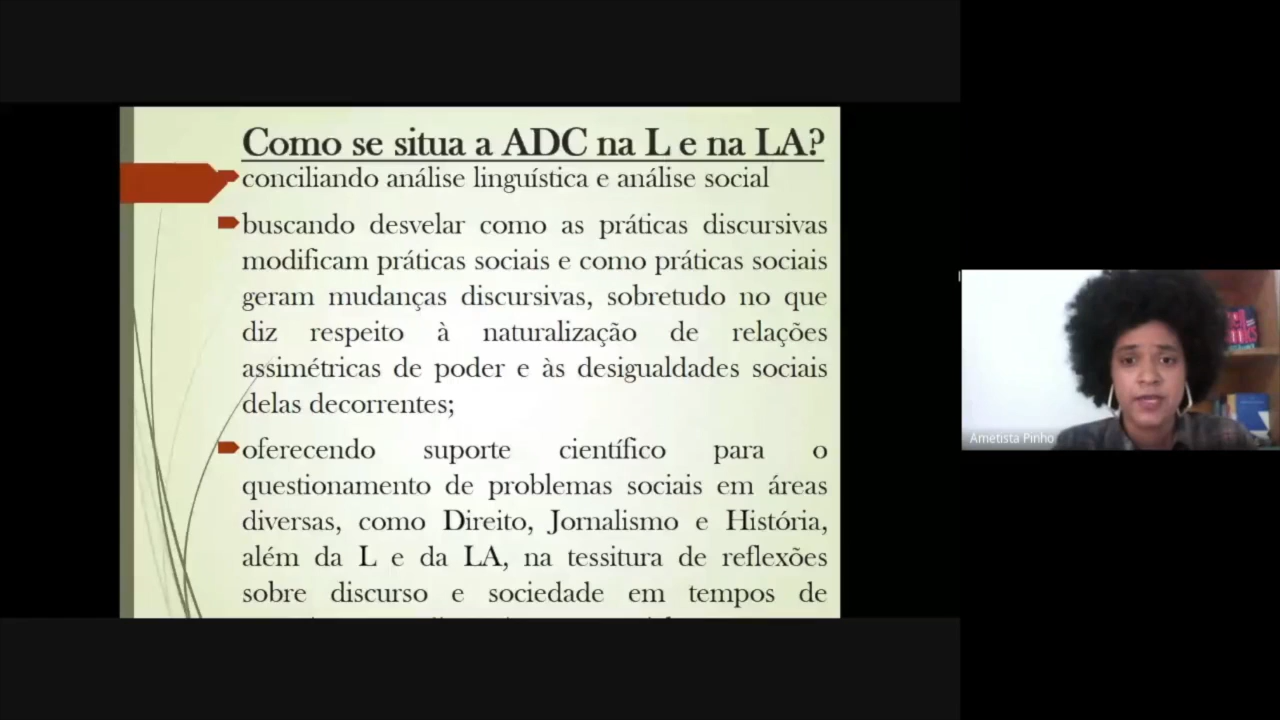 Como se situa a ADC na L e na LA?
conciliando análise linguística e análise social
buscando desvelar como as práticas discursivas
modificam práticas sociais e como práticas sociais
geram mudanças discursivas, sobretudo no que
diz respeito à naturalização de relações
assimétricas de poder e às desigualdades sociais
delas decorrentes;
oferecendo suporte científico para o
questionamento de problemas sociais em áreas
diversas, como Direito, Jornalismo e História,
além da L e da LA, na tessitura de reflexões
sobre discurso e sociedade em tempos de
Ametista Pinho